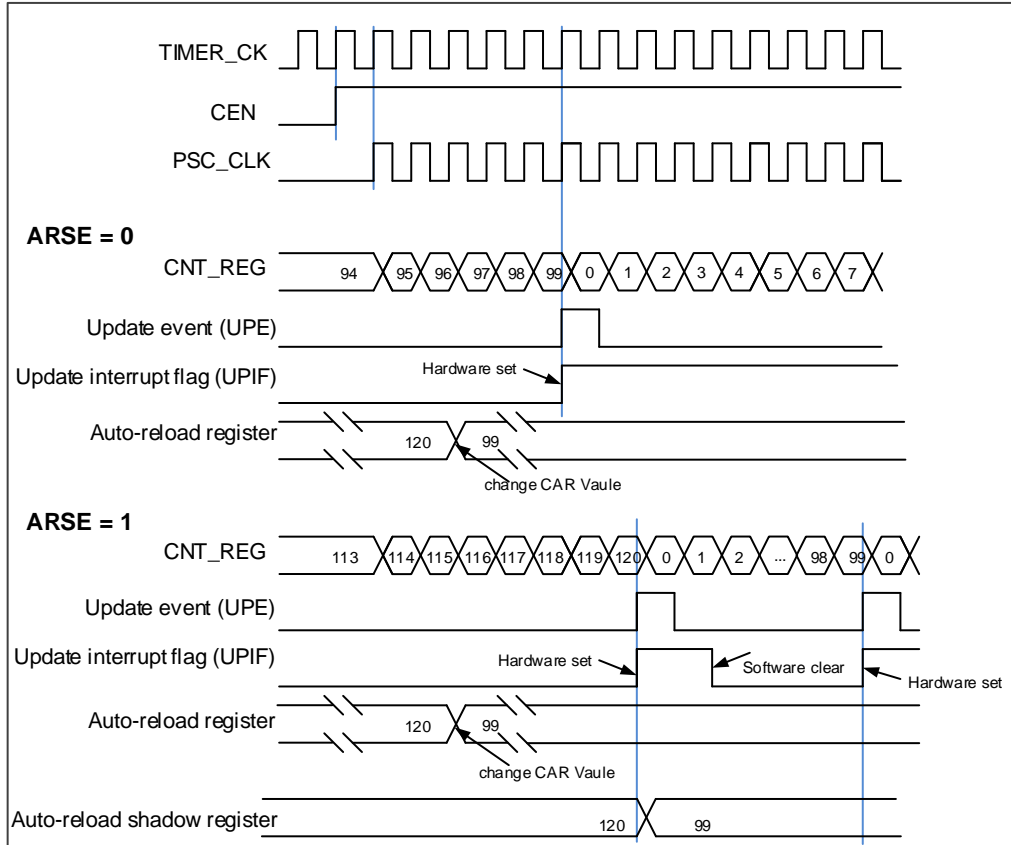 TIMER_CK
CEN
PSC_CLK
ARSE = 0
CNT_REG 94 95 96 97 98 99 0 1 2 3 4 5 6 7
Update event (UPE)
Hardware set
Update interrupt flag (UPIF)
Auto-reload register 120 99
change CAR Vaule
ARSE = 1
CNT_REG 113 114 115 116 117 118 119 120 0 1 2 ... 98 99 0
Update event (UPE)
Update interrupt flag (UPIF) Hardware set Software clear Hardware set
Auto-reload register 120 99
change CAR Vaule
Auto-reload shadow register 120 99